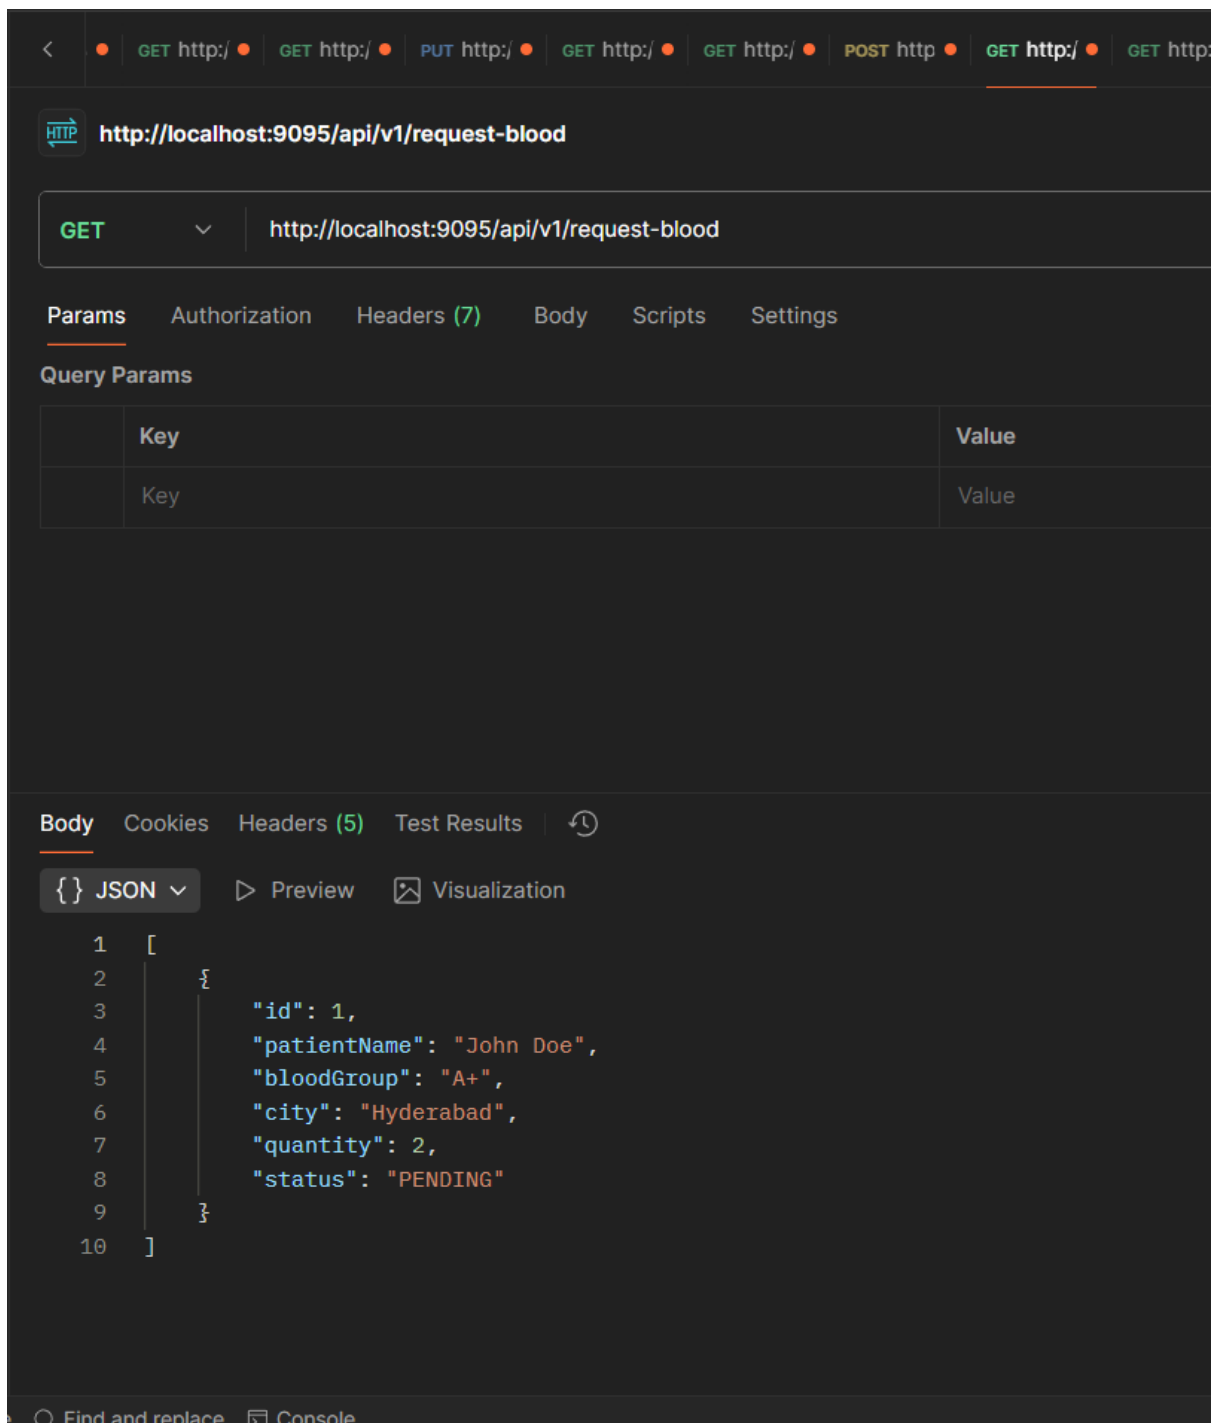 GET http:/ GET http:/ PUT http:/ GET http:/ GET http:/ POST http GET http:/ GET http:
HTTP http://localhost:9095/api/v1/request-blood
GET http://localhost:9095/api/v1/request-blood
Params Authorization Headers (7) Body Scripts Settings
Query Params
Key Value
Key Value
Body Cookies Headers (5) Test Results
{} JSON Preview Visualization
1 [
2 {
3 "id": 1,
4 "patientName": "John Doe",
5 "bloodGroup": "A+",
6 "city": "Hyderabad",
7 "quantity": 2,
8 "status": "PENDING"
9 }
10 ]
Find and replace Console